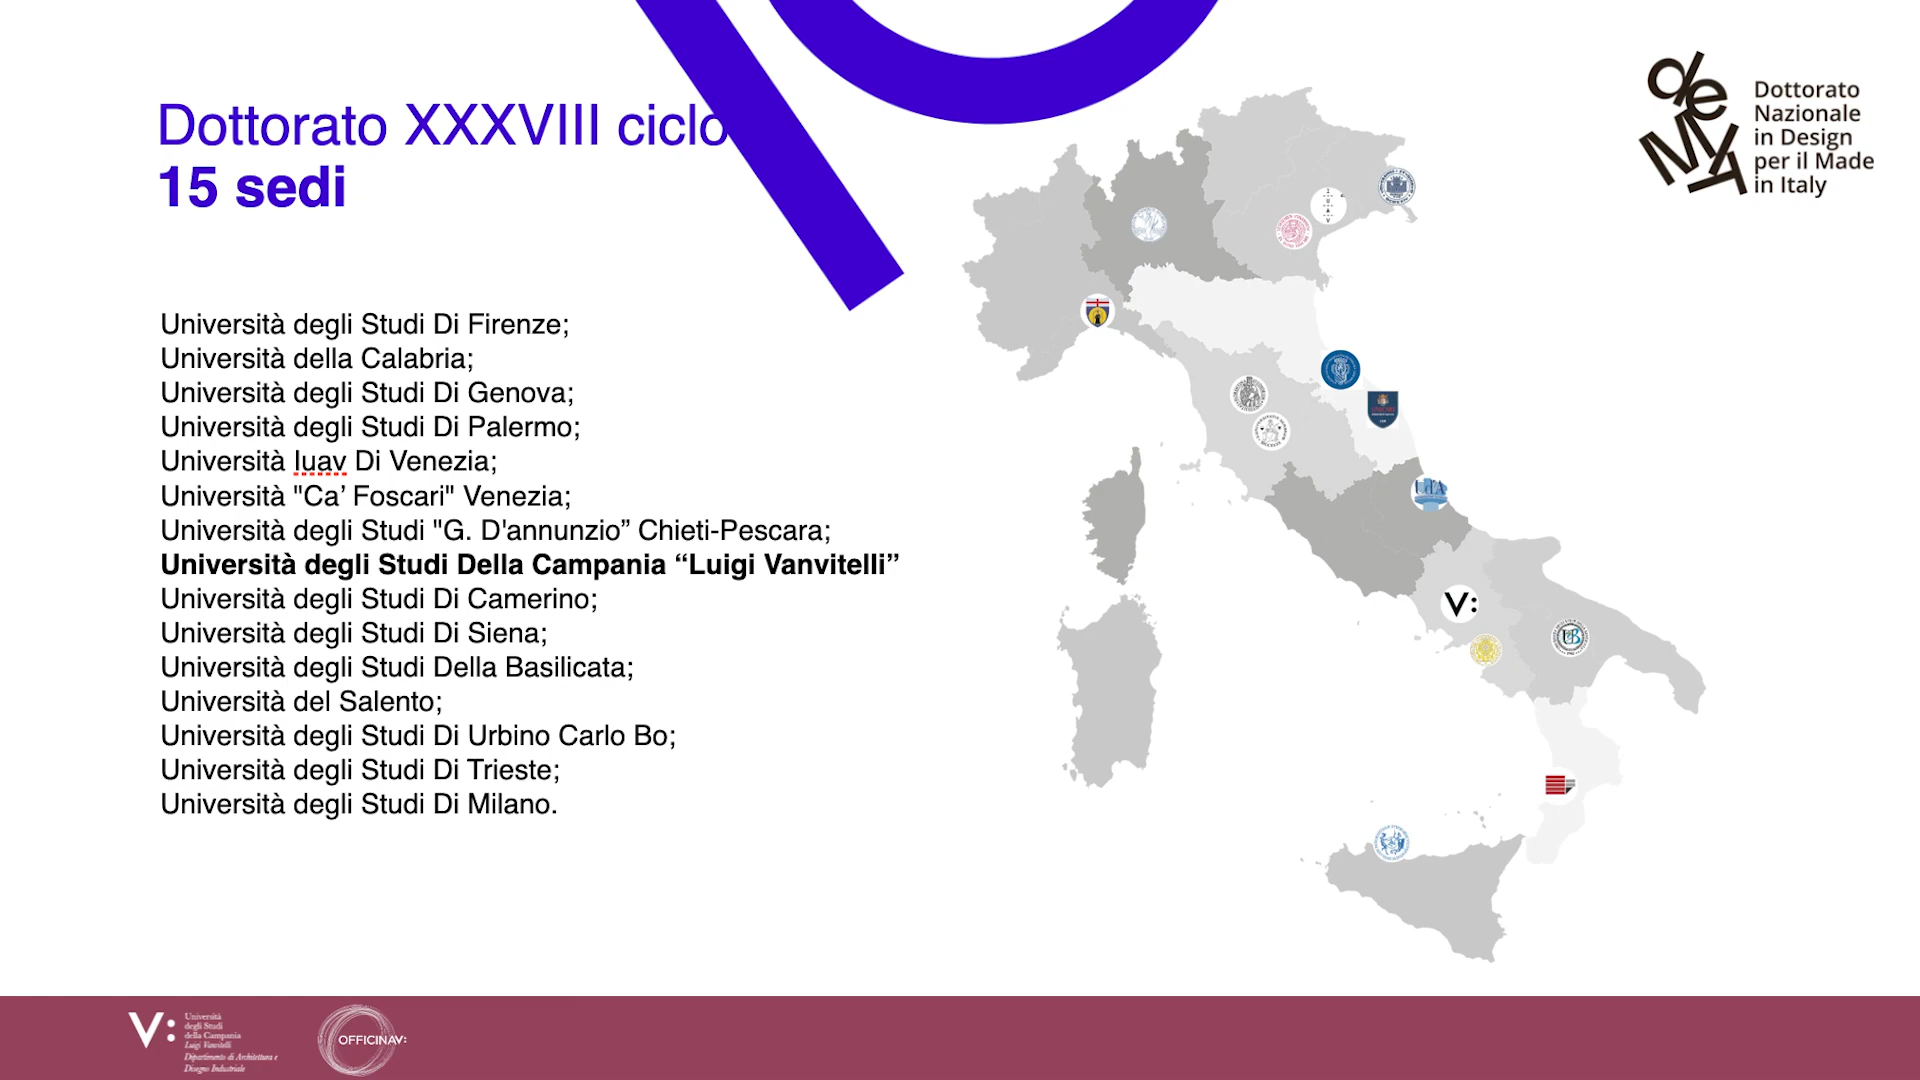 Dottorato XXXVIII ciclo
15 sedi
Dottorato
Nazionale
in Design
per il Made
in Italy
Università degli Studi Di Firenze;
Università della Calabria;
Università degli Studi Di Genova;
Università degli Studi Di Palermo;
Università Iuav Di Venezia;
Università "Ca’ Foscari" Venezia;
Università degli Studi "G. D'annunzio” Chieti-Pescara;
Università degli Studi Della Campania “Luigi Vanvitelli”
Università degli Studi Di Camerino;
Università degli Studi Di Siena;
Università degli Studi Della Basilicata;
Università del Salento;
Università degli Studi Di Urbino Carlo Bo;
Università degli Studi Di Trieste;
Università degli Studi Di Milano.
UdA
V:
V:
Università
degli Studi
della Campania
Luigi Vanvitelli
Dipartimento di Architettura e
Disegno Industriale
OFFICINAV: